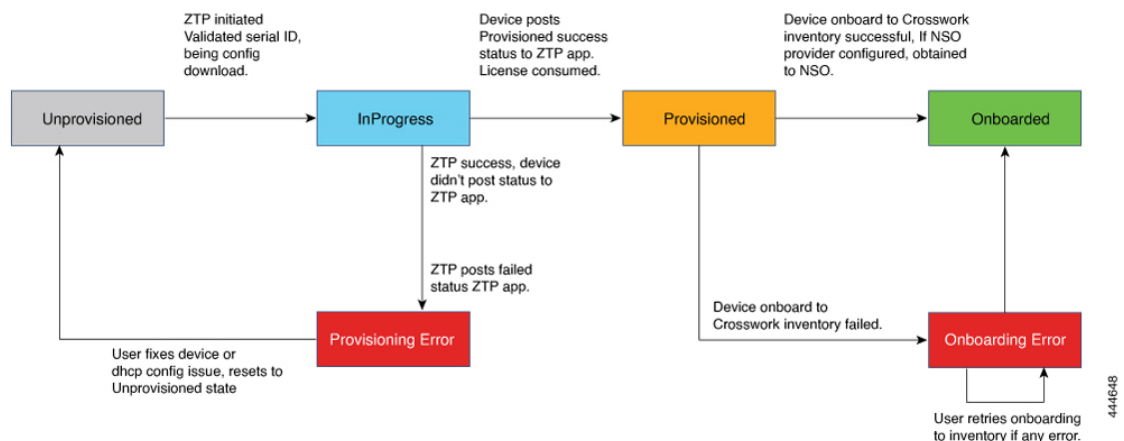 ZTP initiated
Validated serial ID,
being config
download.
Device posts
Provisioned success
status to ZTP app.
License consumed.
Device onboard to Crosswork
inventory successful, If NSO
provider configured, obtained
to NSO.
Unprovisioned
InProgress
Provisioned
Onboarded
ZTP success, device
didn't post status to
ZTP app.
ZTP posts failed
status ZTP app.
Device onboard to
Crosswork inventory failed.
Provisioning Error
Onboarding Error
User fixes device or
dhcp config issue, resets to
Unprovisioned state
User retries onboarding
to inventory if any error.
444648